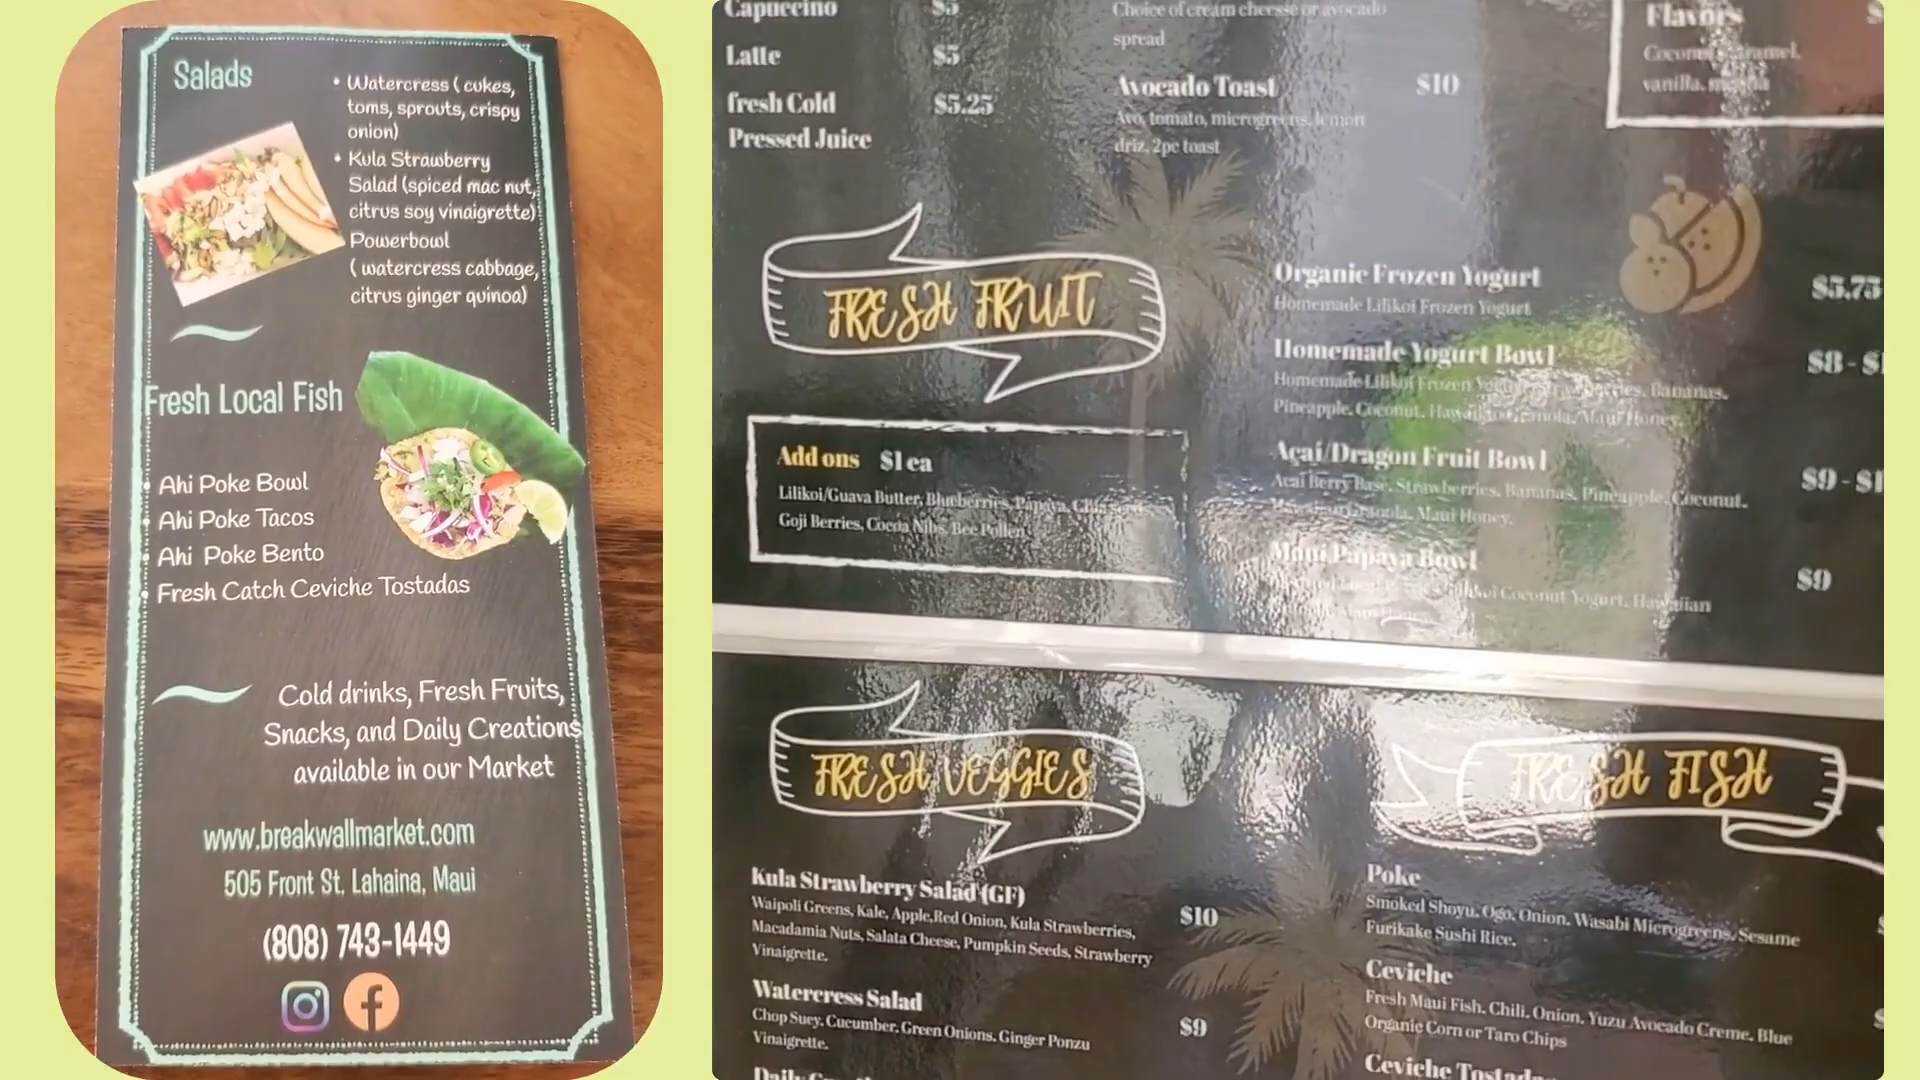 Salads
• Watercress ( cukes,
toms, sprouts, crispy
onion)
• Kula Strawberry
Salad (spiced mac nut,
citrus soy vinaigrette)
Powerbowl
( watercress cabbage,
citrus ginger quinoa)
Fresh Local Fish
• Ahi Poke Bowl
• Ahi Poke Tacos
• Ahi Poke Bento
• Fresh Catch Ceviche Tostadas
Cold drinks, Fresh Fruits,
Snacks, and Daily Creations
available in our Market
www.breakwallmarket.com
505 Front St. Lahaina, Maui
(808) 743-1449
Capuccino $5
Latte $5
fresh Cold $5.25
Pressed Juice
Choice of cream cheesse or avocado
spread
Avocado Toast $10
Avo, tomato, microgreens, lemon
driz. 2pc toast
Flavors
Coconut, Caramel,
vanilla,
FRESH FRUIT
Add ons $1 ea
Lilikoi/Guava Butter, Blueberries, Papaya, Chia Seed
Goji Berries, Cocoa Nibs, Bee Pollen
Organic Frozen Yogurt $5.75
Homemade Lilikoi Frozen Yogurt
Homemade Yogurt Bowl $8 -
Homemade Lilikoi Frozen Yogurt, Strawberries, Bananas,
Pineapple, Coconut, Hawaiian Granola, Maui Honey.
Açaí/Dragon Fruit Bowl $9 -
Acai Berry Base, Strawberries, Bananas, Pineapple, Coconut,
Hawaiian Granola, Maui Honey.
Maui Papaya Bowl $9
Lilikoi Coconut Yogurt, Hawaiian
FRESH VEGGIES
Kula Strawberry Salad (GF) $10
Waipoli Greens, Kale, Apple,Red Onion, Kula Strawberries,
Macadamia Nuts, Salata Cheese, Pumpkin Seeds, Strawberry
Vinaigrette.
Watercress Salad $9
Chop Suey, Cucumber, Green Onions, Ginger Ponzu
Vinaigrette.
FRESH FISH
Poke
Smoked Shoyu, Ogo, Onion, Wasabi Microgreens, Sesame
Furikake Sushi Rice.
Ceviche
Fresh Maui Fish, Chili, Onion, Yuzu Avocado Creme, Blue
Organic Corn or Taro Chips
Ceviche